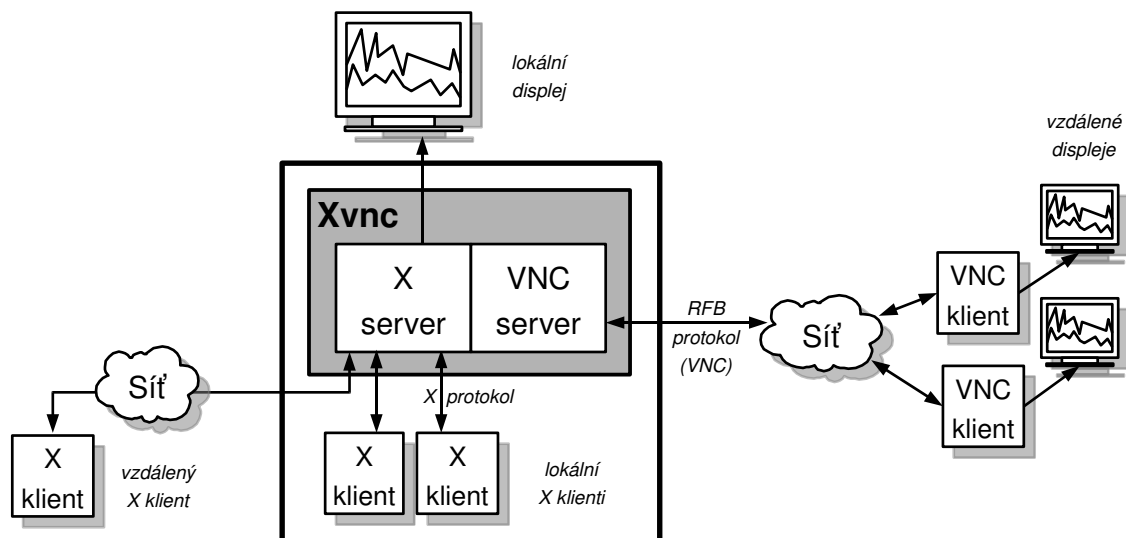 lokální
displej
vzdálené
displeje
Xvnc
X
server
VNC
server
RFB
protokol
(VNC)
Síť
VNC
klient
VNC
klient
Síť
X protokol
X
klient
vzdálený
X klient
X
klient
X
klient
lokální
X klienti